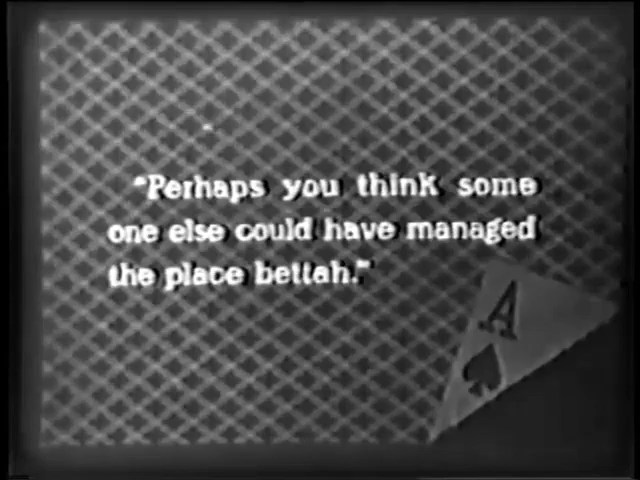 "Perhaps you think some
one else could have managed
the place bettah."
A